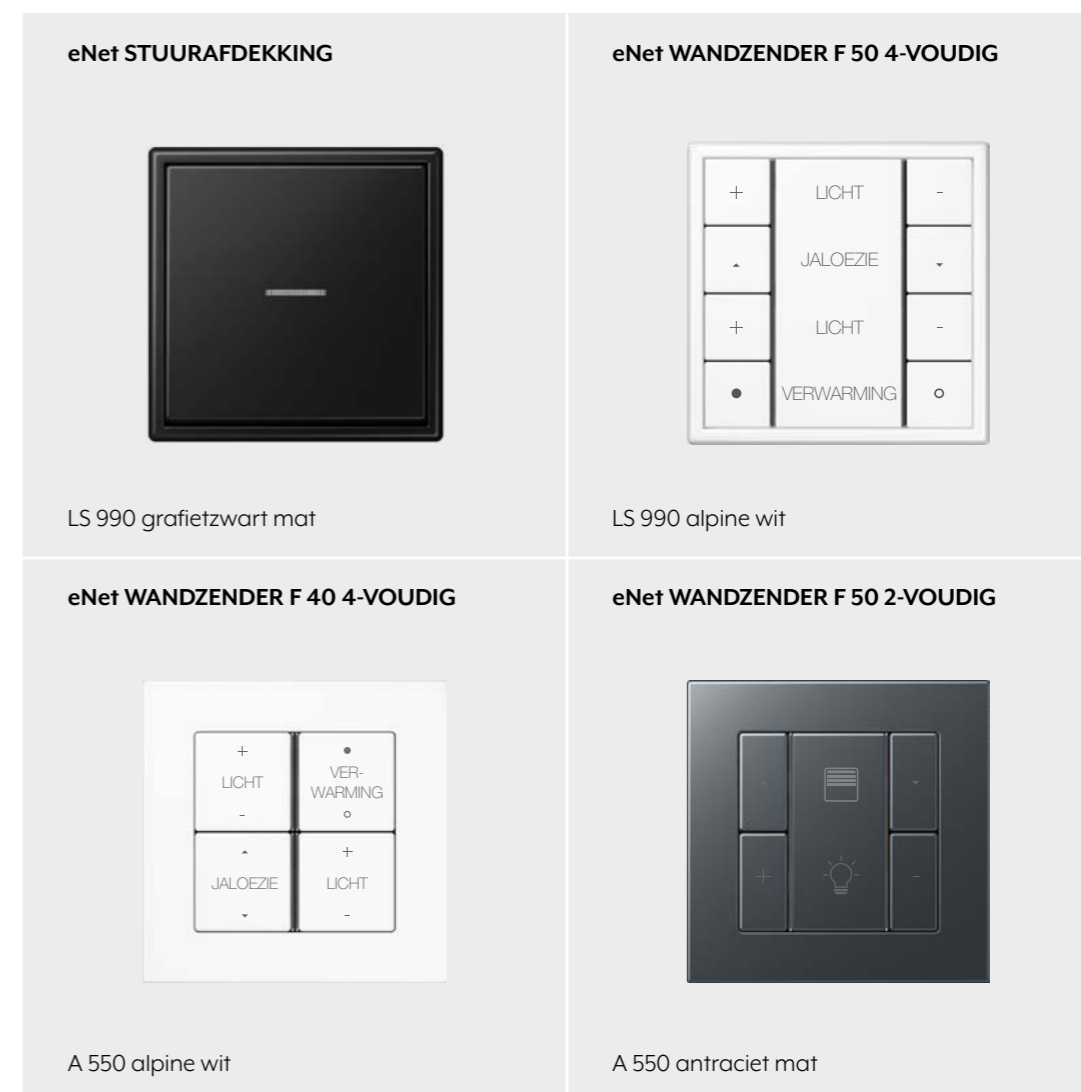 eNet STUURAFDEKKING
LS 990 grafietzwart mat
eNet WANDZENDER F 50 4-VOUDIG
+ LICHT -
JALOEZIE
+ LICHT -
VERWARMING
LS 990 alpine wit
eNet WANDZENDER F 40 4-VOUDIG
+
LICHT
-
VER-
WARMING
JALOEZIE
+
LICHT
-
A 550 alpine wit
eNet WANDZENDER F 50 2-VOUDIG
+ -
A 550 antraciet mat